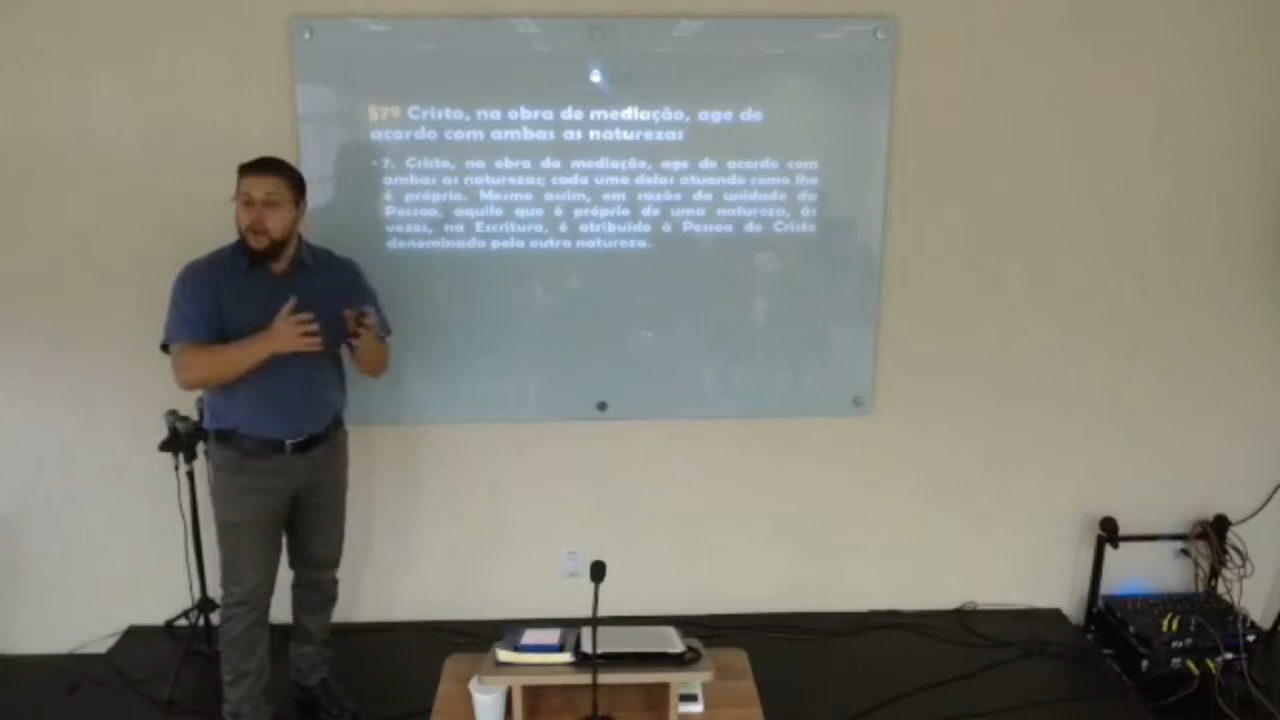 §7º Cristo, na obra de mediação, age de
acordo com ambas as naturezas
• 7. Cristo, na obra da mediação, age de acordo com
ambas as naturezas; cada uma delas atuando como lhe
é própria. Mesmo assim, em razão da unidade da
Pessoa, aquilo que é próprio de uma natureza, às
vezes, na Escritura, é atribuído à Pessoa de Cristo
denominada pela outra natureza.